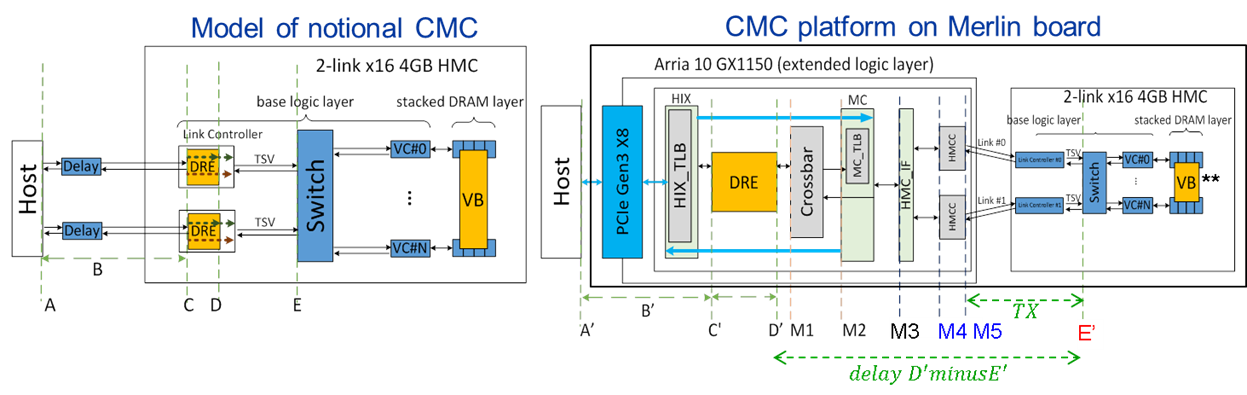 Model of notional CMC
2-link x16 4GB HMC
base logic layer
stacked DRAM layer
Link Controller
Host
Delay
DRE
TSV
Switch
VC#0
...
VB
Delay
DRE
TSV
VC#N
B
A
C
D
E
CMC platform on Merlin board
Arria 10 GX1150 (extended logic layer)
2-link x16 4GB HMC
base logic layer
stacked DRAM layer
Host
PCIe Gen3 X8
HIX
HIX_TLB
DRE
Crossbar
MC
MC_TLB
HMC_IF
HMCC
HMCC
Link #0
Link #1
Link Controller #0
TSV
Link Controller #1
TSV
Switch
VC#0
...
VC#N
VB
**
B'
A'
C'
D'
M1
M2
M3
M4 M5
TX
E'
delay D'minusE'